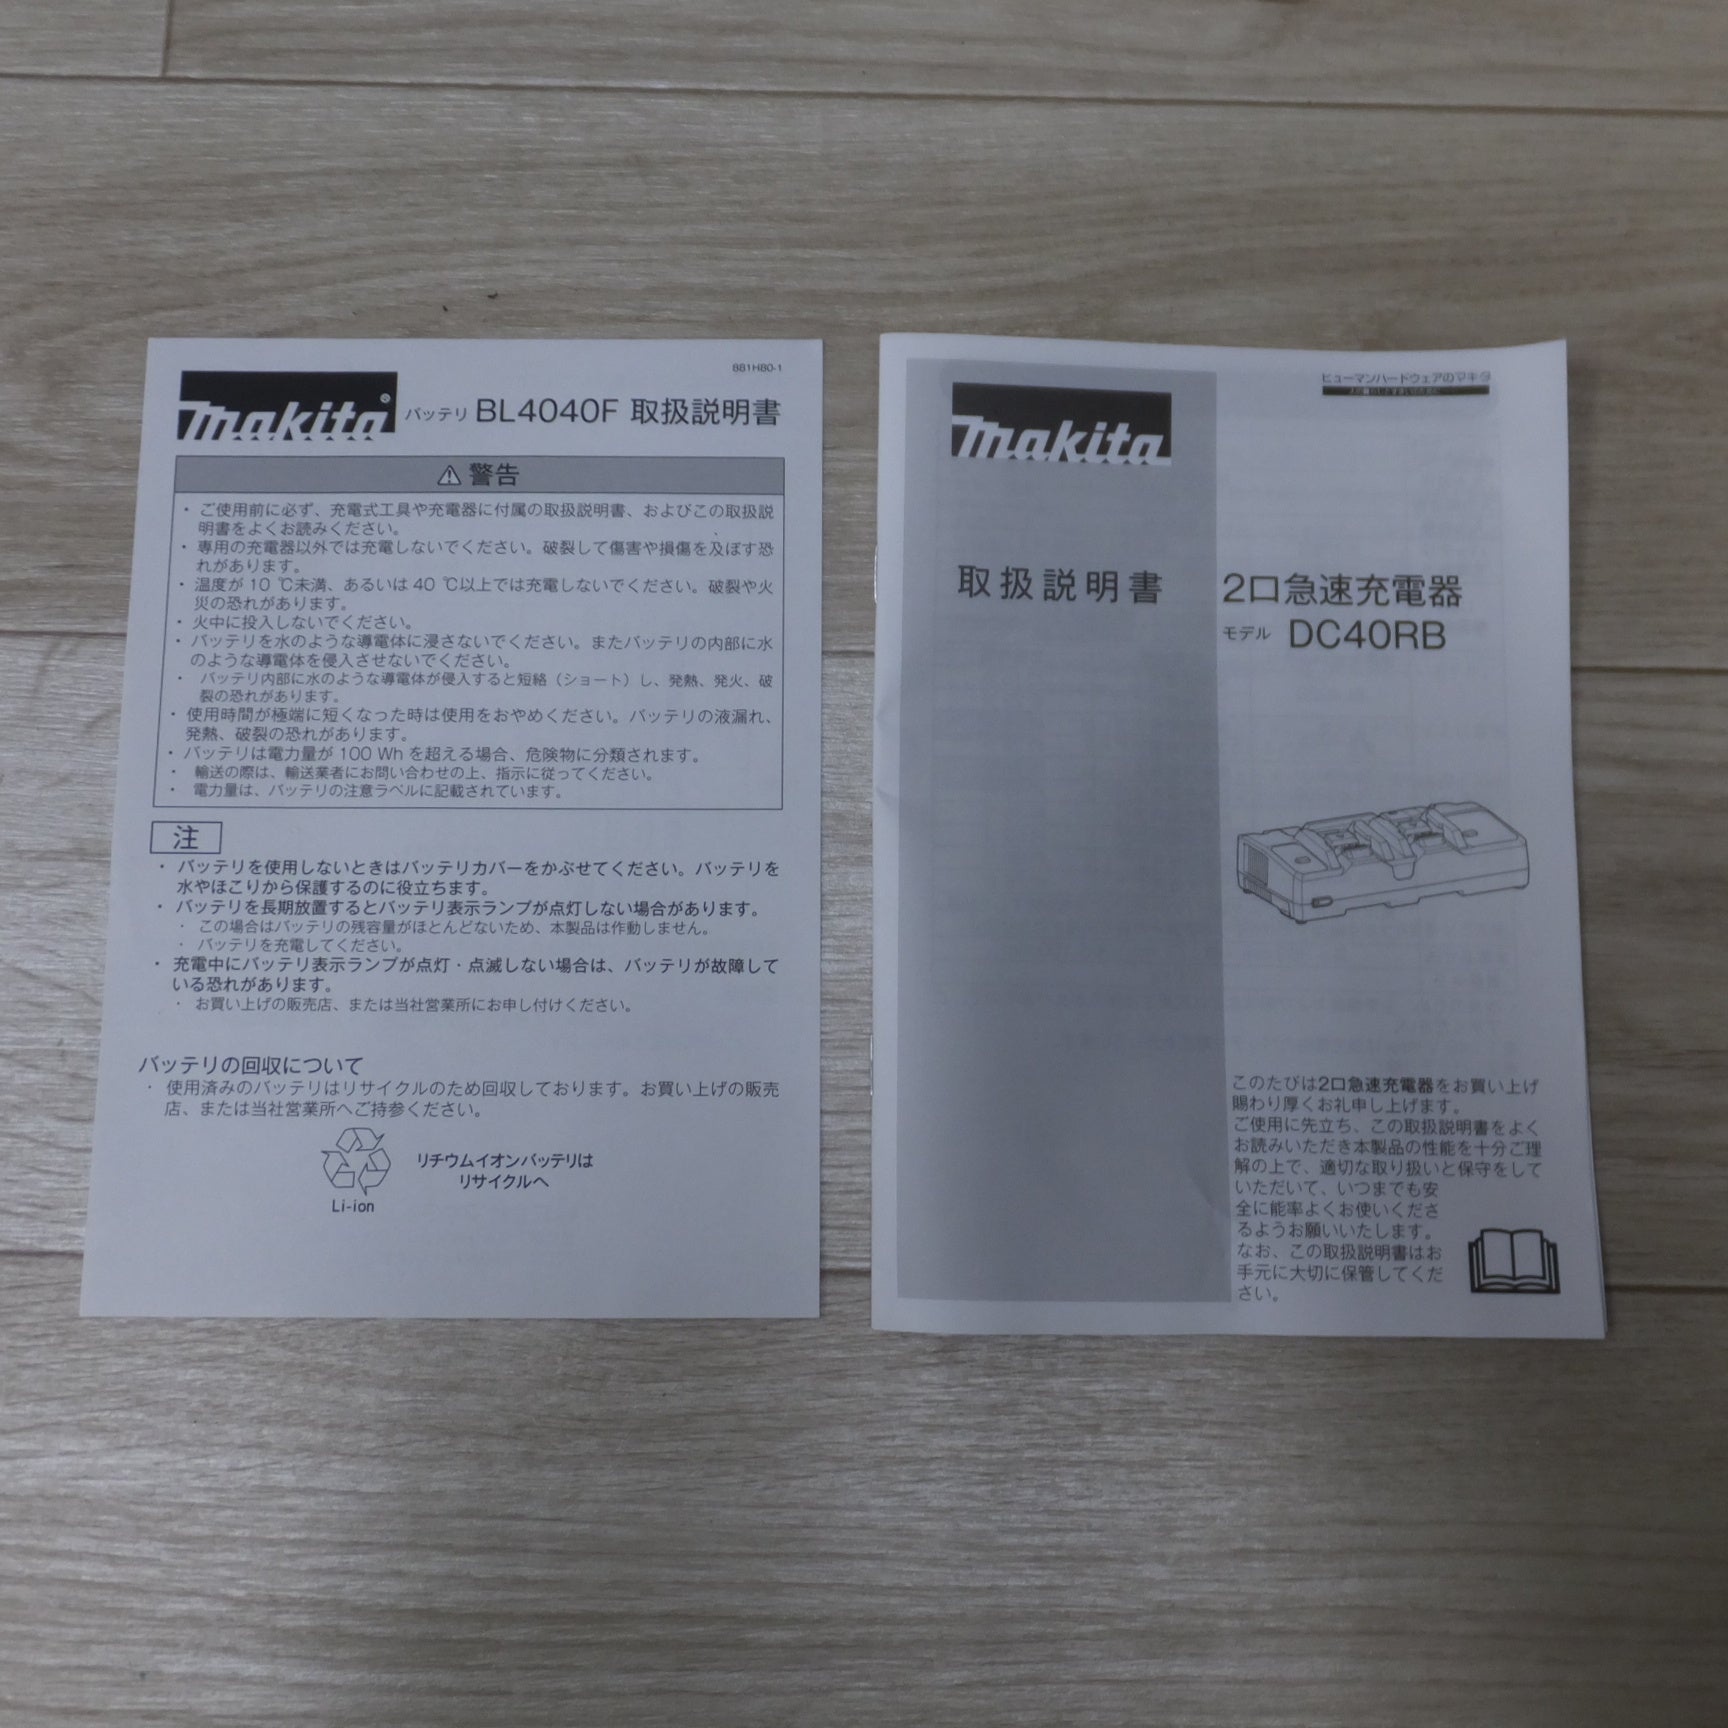 881H80-1
makita® バッテリ BL4040F 取扱説明書
⚠ 警告
・ ご使用前に必ず、充電式工具や充電器に付属の取扱説明書、およびこの取扱説
明書をよくお読みください。
・ 専用の充電器以外では充電しないでください。破裂して傷害や損傷を及ぼす恐
れがあります。
・ 温度が 10 ℃未満、あるいは 40 ℃以上では充電しないでください。破裂や火
災の恐れがあります。
・ 火中に投入しないでください。
・ バッテリを水のような導電体に浸さないでください。またバッテリの内部に水
のような導電体を侵入させないでください。
・ バッテリ内部に水のような導電体が侵入すると短絡（ショート）し、発熱、発火、破
裂の恐れがあります。
・ 使用時間が極端に短くなった時は使用をおやめください。バッテリの液漏れ、
発熱、破裂の恐れがあります。
・ バッテリは電力量が 100 Wh を超える場合、危険物に分類されます。
・ 輸送の際は、輸送業者にお問い合わせの上、指示に従ってください。
・ 電力量は、バッテリの注意ラベルに記載されています。
注
・ バッテリを使用しないときはバッテリカバーをかぶせてください。バッテリを
水やほこりから保護するのに役立ちます。
・ バッテリを長期放置するとバッテリ表示ランプが点灯しない場合があります。
・ この場合はバッテリの残容量がほとんどないため、本製品は作動しません。
・ バッテリを充電してください。
・ 充電中にバッテリ表示ランプが点灯・点滅しない場合は、バッテリが故障して
いる恐れがあります。
・ お買い上げの販売店、または当社営業所にお申し付けください。
バッテリの回収について
・ 使用済みのバッテリはリサイクルのため回収しております。お買い上げの販売
店、または当社営業所へご持参ください。
リチウムイオンバッテリは
リサイクルへ
Li-ion
ヒューマンハードウェアのマキタ
makita
取扱説明書
2口急速充電器
モデル DC40RB
このたびは2口急速充電器をお買い上げ
賜わり厚くお礼申し上げます。
ご使用に先立ち、この取扱説明書をよく
お読みいただき本製品の性能を十分ご理
解の上で、適切な取り扱いと保守をして
いただいて、いつまでも安
全に能率よくお使いくださ
るようお願いいたします。
なお、この取扱説明書はお
手元に大切に保管してくだ
さい。